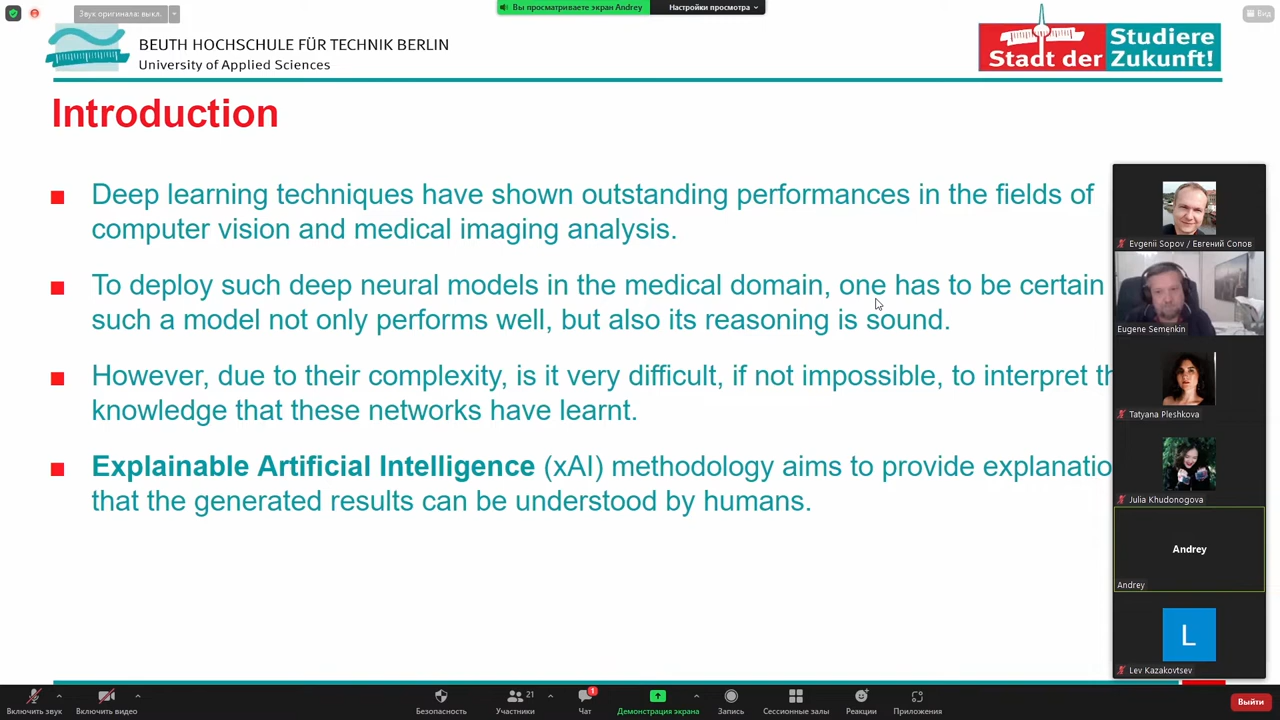 Звук оригинала: выкл.
Вы просматриваете экран Andrey
Настройки просмотра
Вид
BEUTH HOCHSCHULE FÜR TECHNIK BERLIN
University of Applied Sciences
Studiere
Stadt der Zukunft!
Introduction
Deep learning techniques have shown outstanding performances in the fields of
computer vision and medical imaging analysis.
To deploy such deep neural models in the medical domain, one has to be certain
such a model not only performs well, but also its reasoning is sound.
However, due to their complexity, is it very difficult, if not impossible, to interpret
knowledge that these networks have learnt.
Explainable Artificial Intelligence (xAI) methodology aims to provide
that the generated results can be understood by humans.
Evgenii Sopov / Евгений Сопов
Eugene Semenkin
Tatyana Pleshkova
Julia Khudonogova
Andrey
Andrey
L
Lev Kazakovtsev
Включить звук
Включить видео
Безопасность
Участники
21
Чат
1
Демонстрация экрана
Запись
Сессионные залы
Реакции
Приложения
Выйти